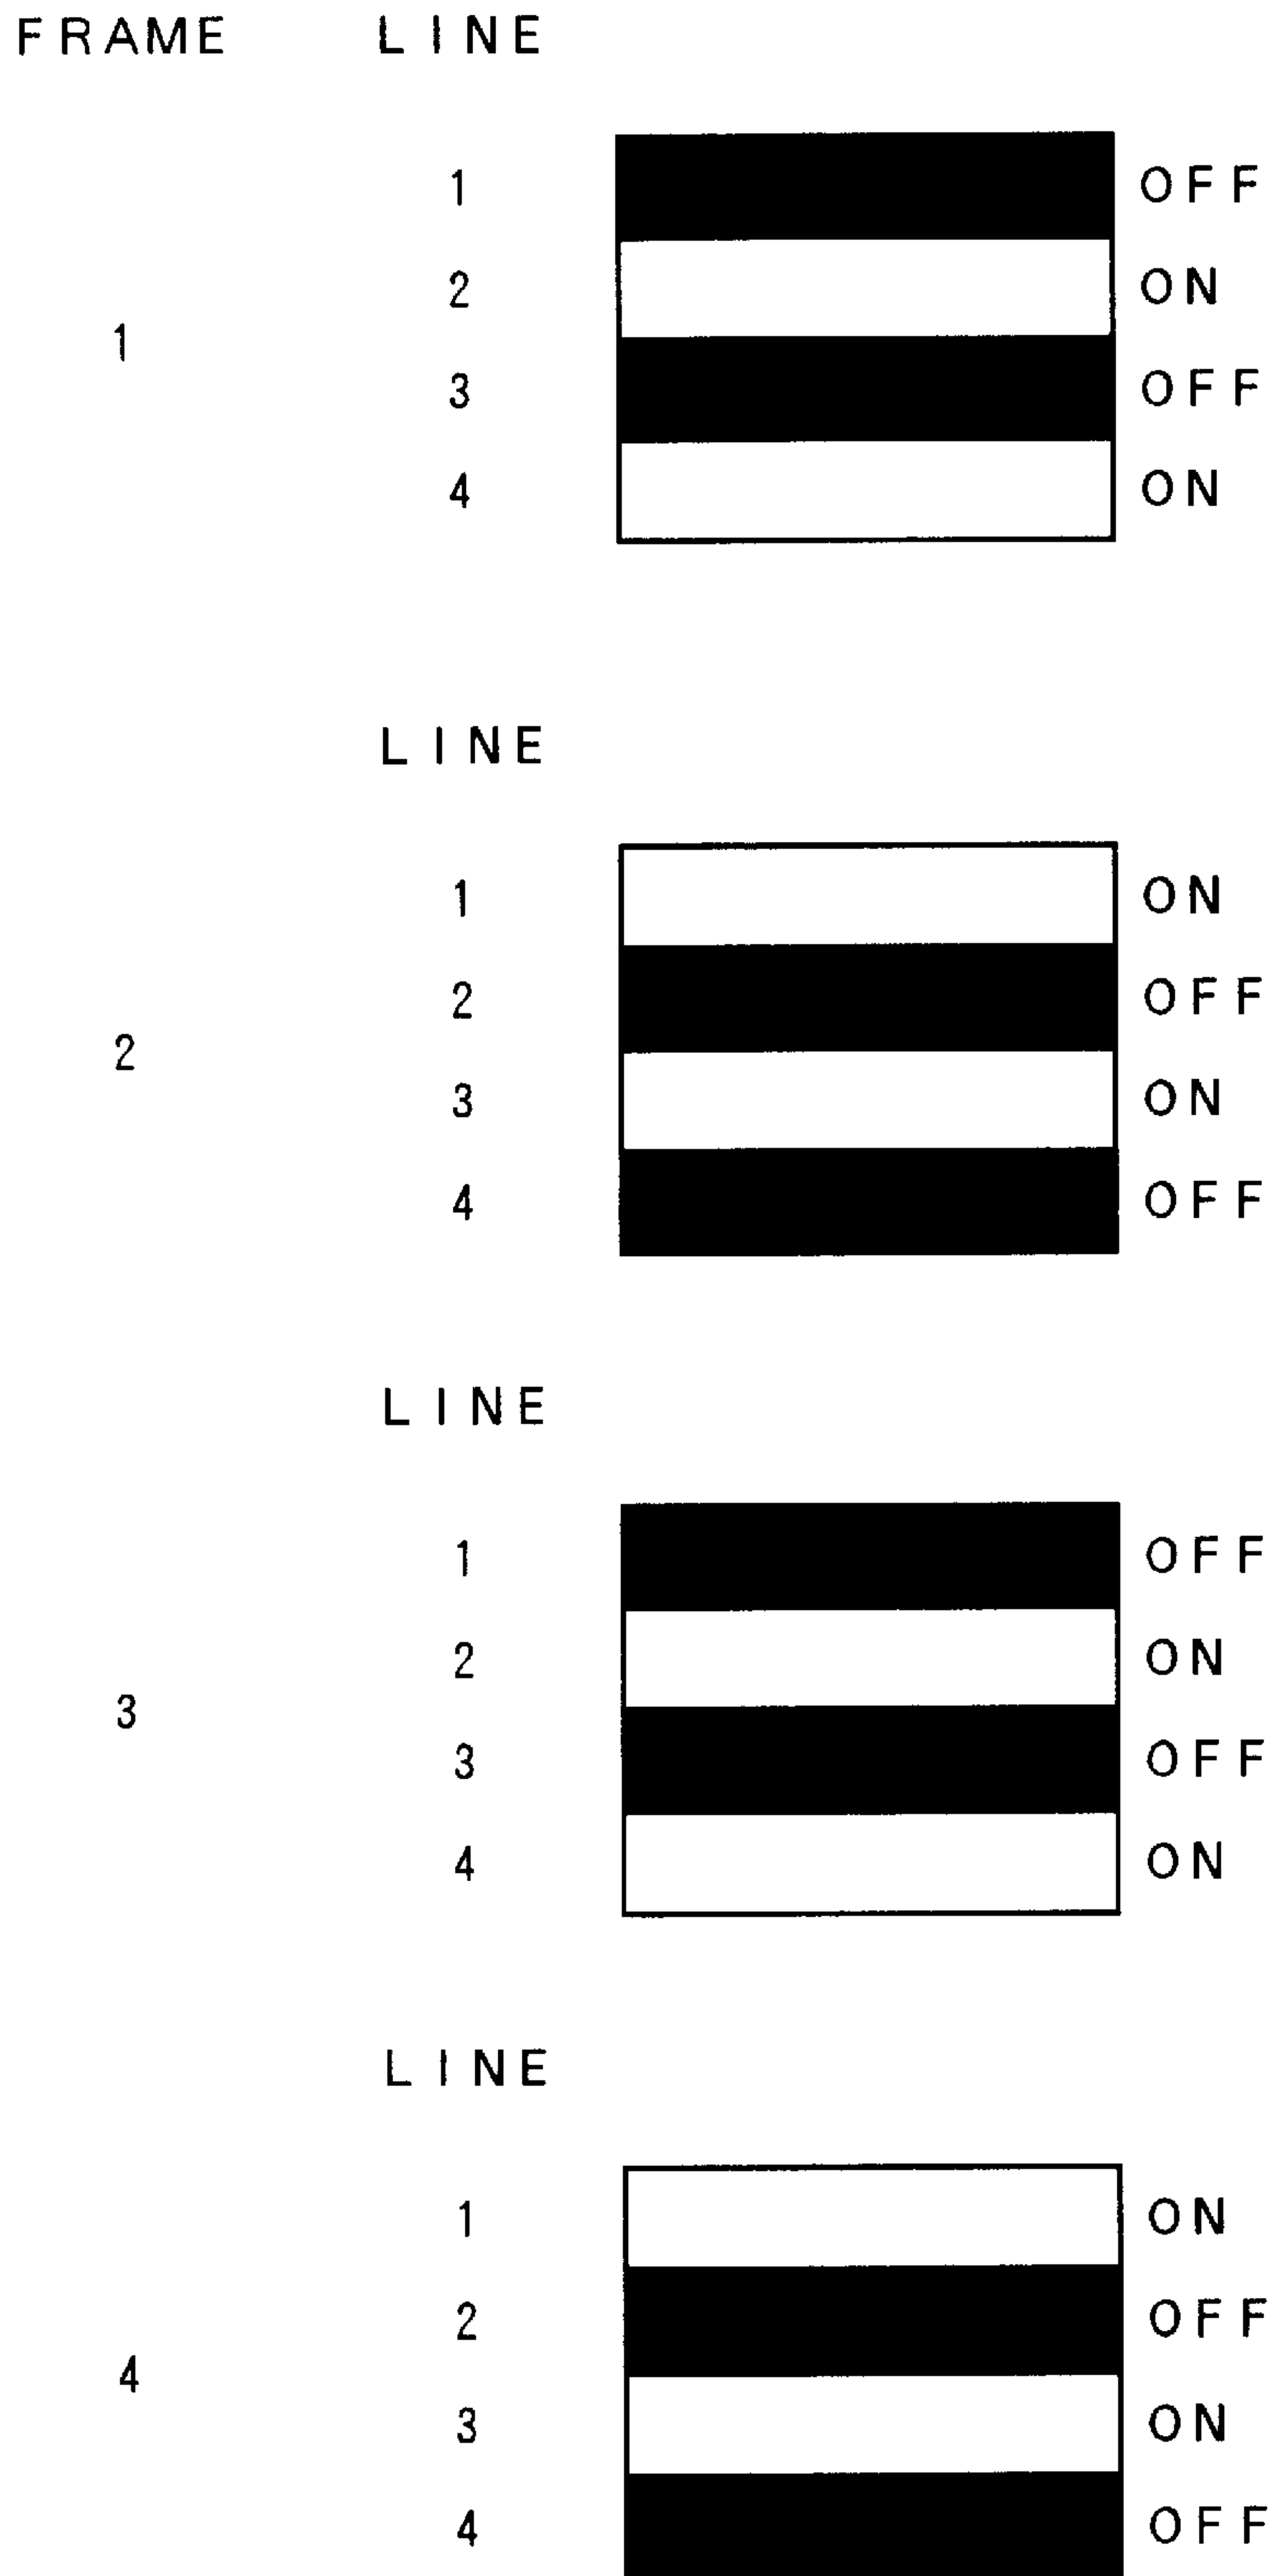 FRAME LINE
1 OFF
2 ON
1
3 OFF
4 ON
LINE
1 ON
2 OFF
2
3 ON
4 OFF
LINE
1 OFF
2 ON
3
3 OFF
4 ON
LINE
1 ON
2 OFF
4
3 ON
4 OFF